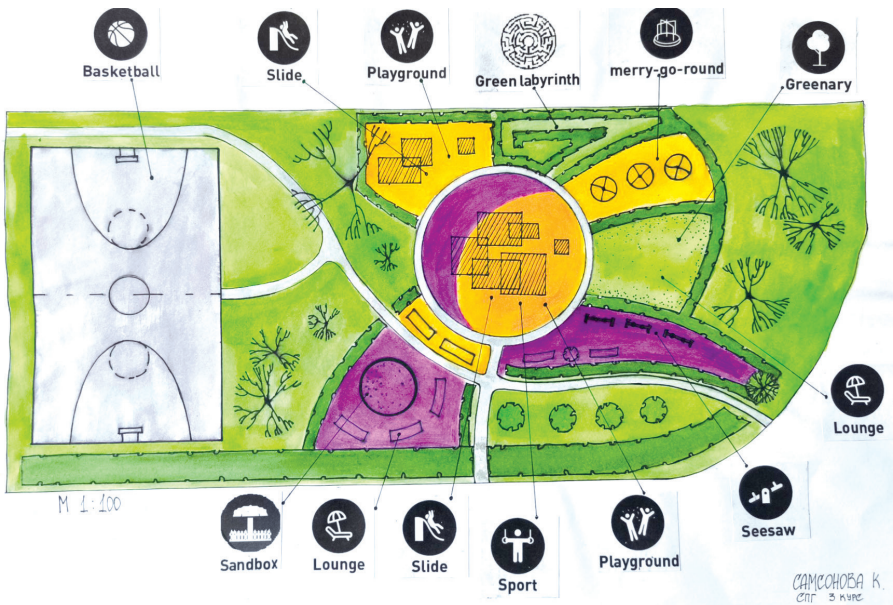 Basketball
Slide
Playground
Green labyrinth
merry-go-round
Greenary
Lounge
М 1:100
Sandbox
Lounge
Slide
Sport
Playground
Seesaw
САМСОНОВА К.
СПГ 3 КУРС